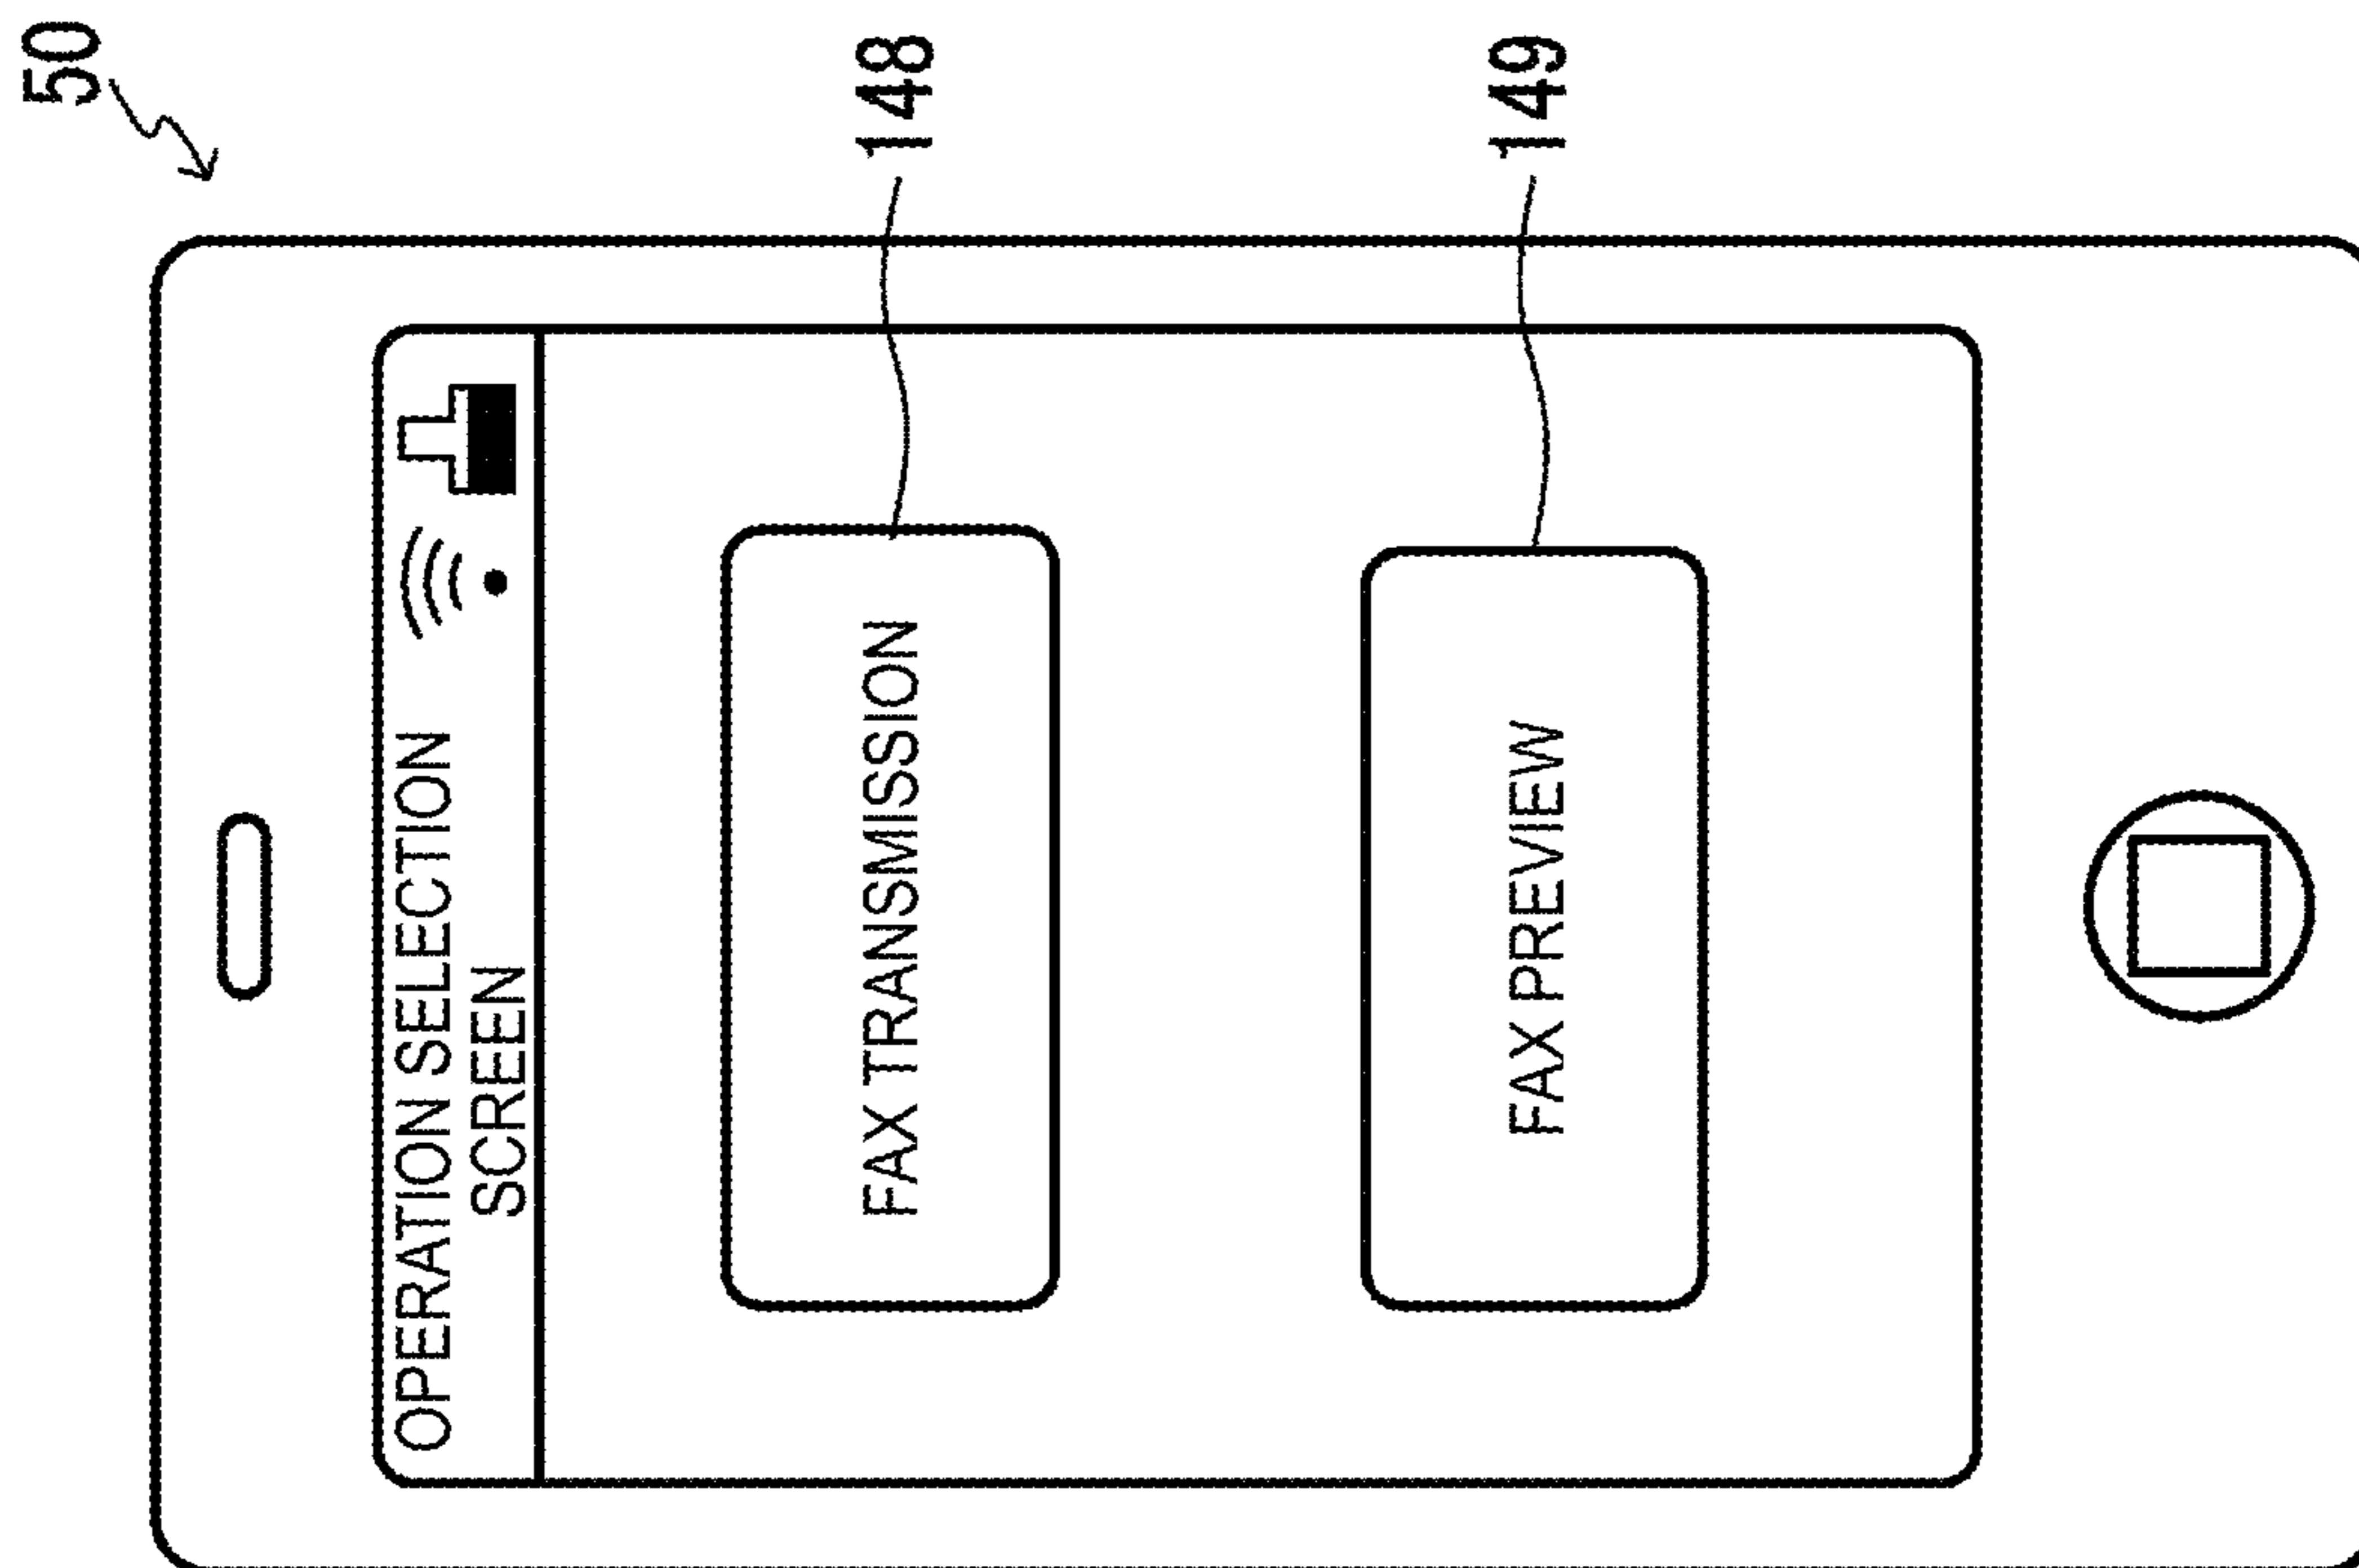 50
OPERATION SELECTION
SCREEN
FAX TRANSMISSION
148
FAX PREVIEW
149